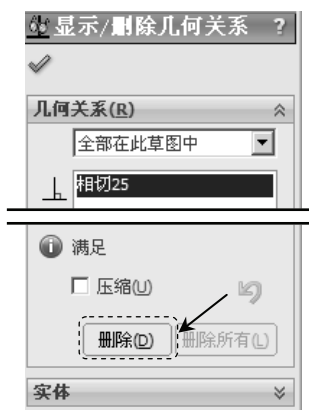 显示/删除几何关系 ?
几何关系(R)
全部在此草图中
相切25
满足
压缩(U)
删除(D) 删除所有(L)
实体